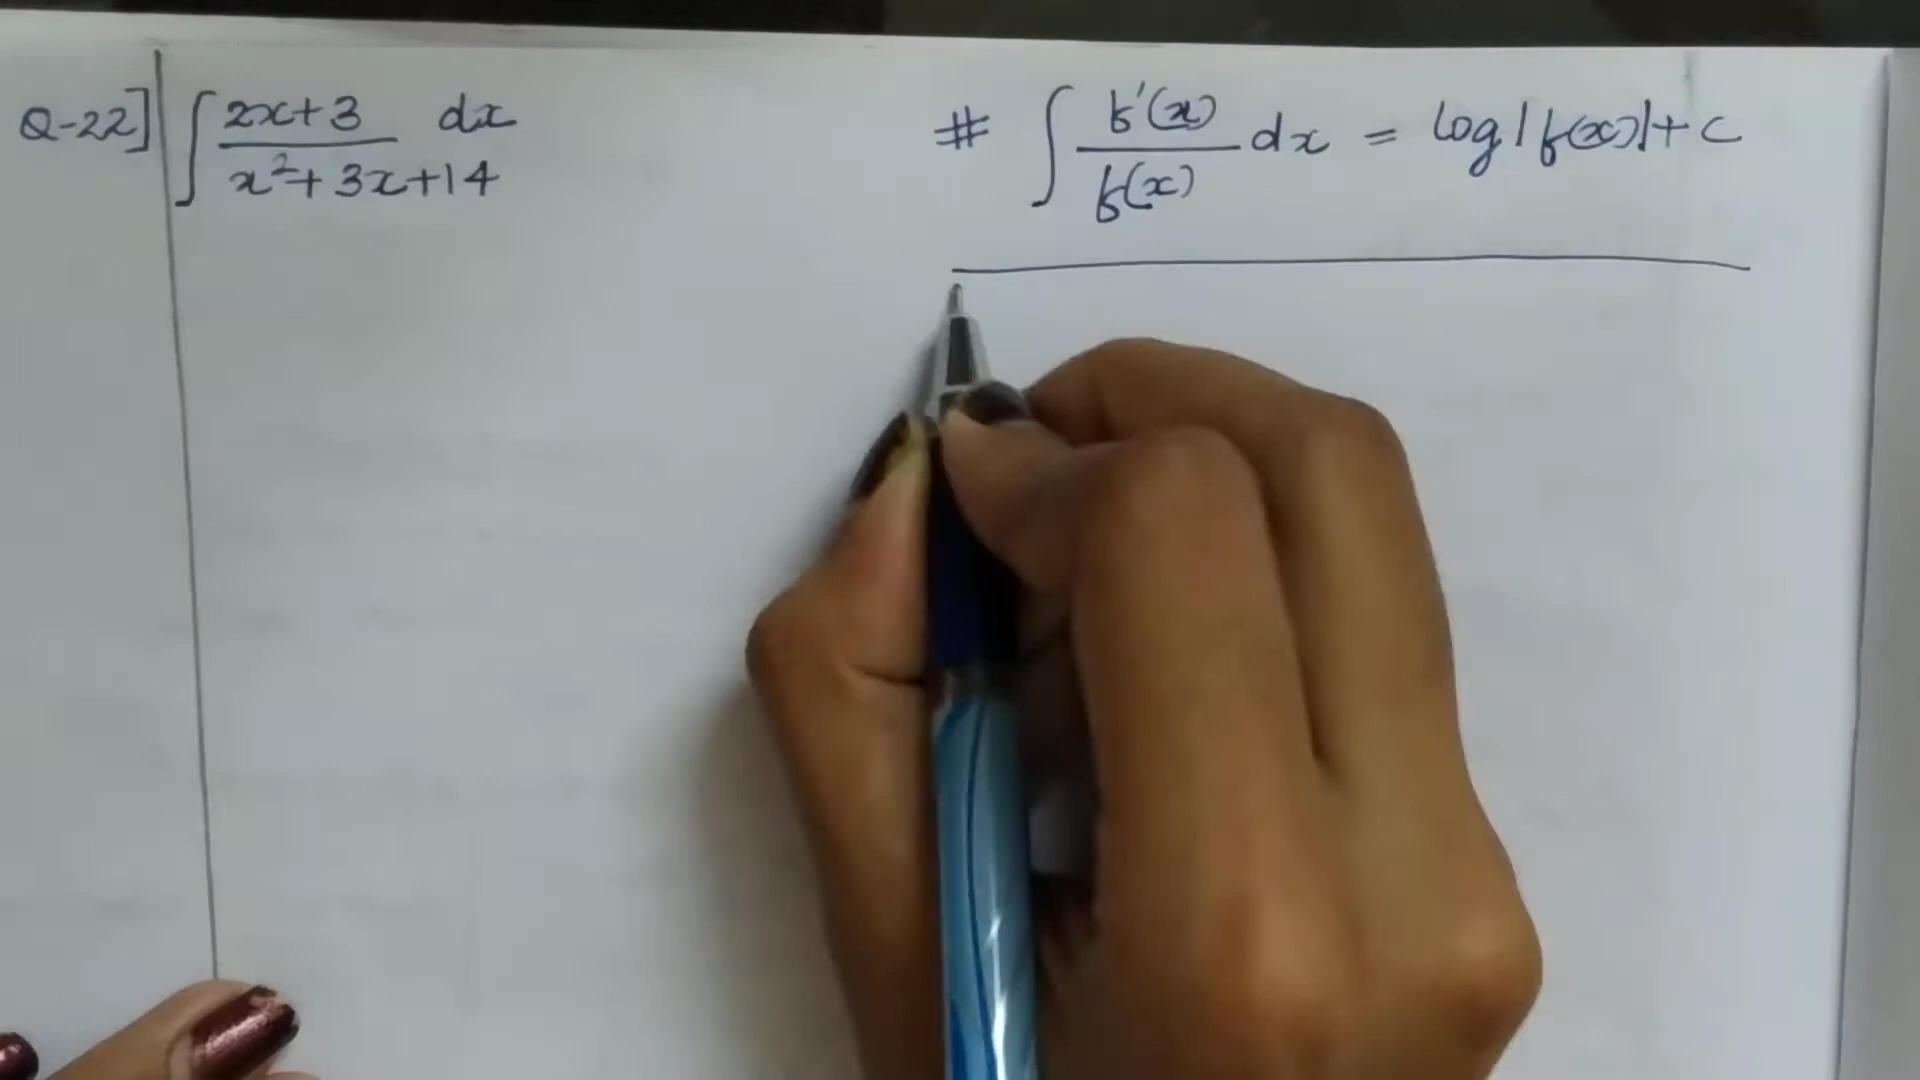 Q-22] ∫ 2x+3 / x²+3x+14 dx
# ∫ f'(x) / f(x) dx = log|f(x)|+c